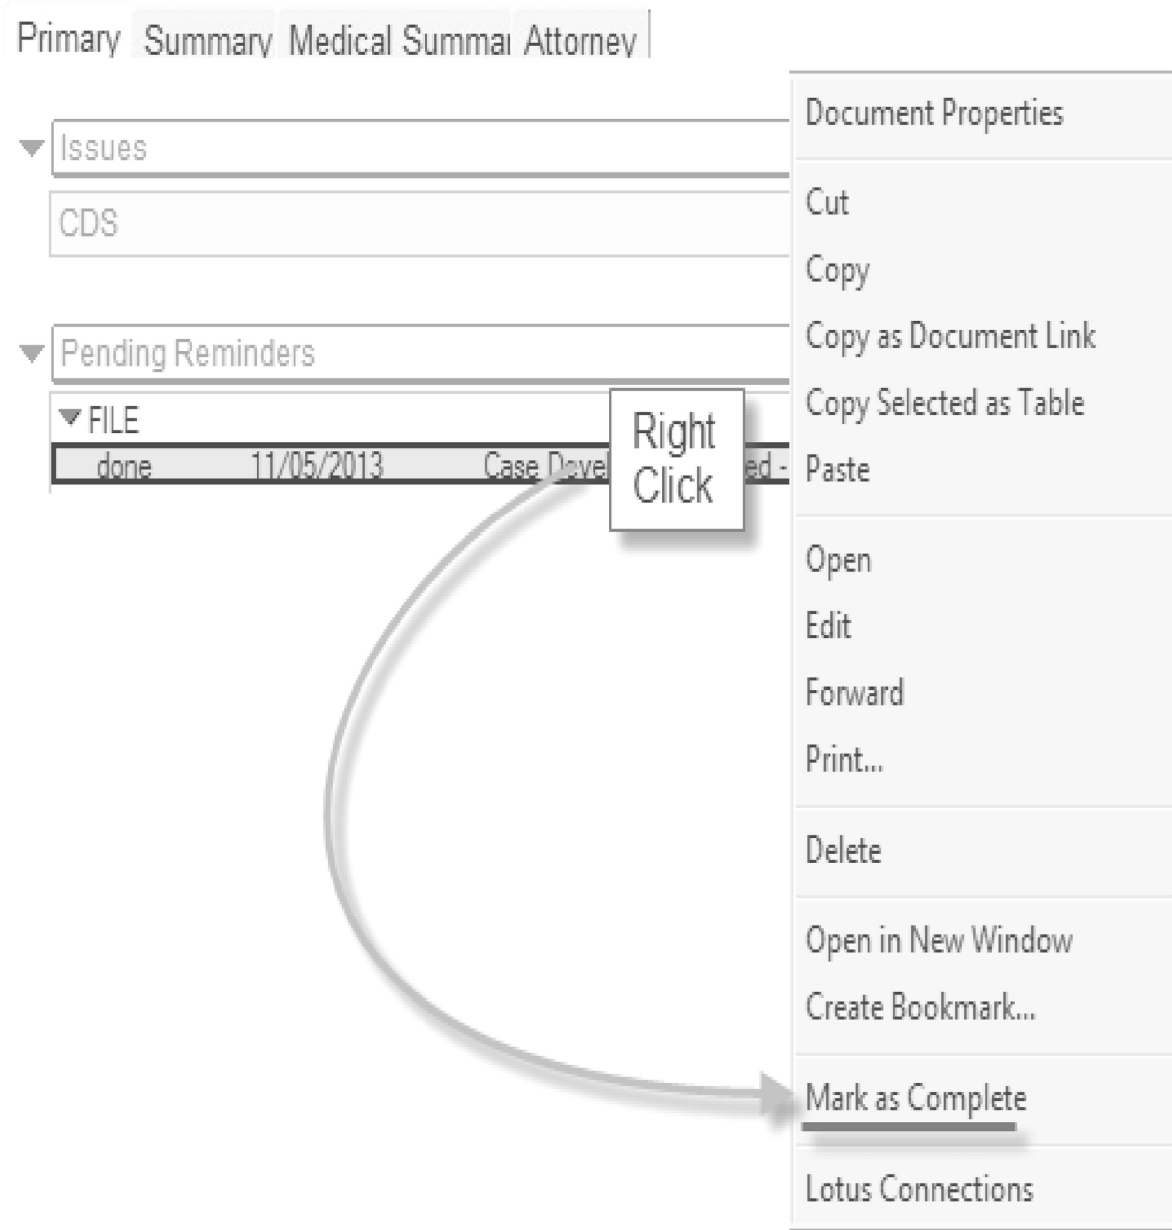 Primary Summary Medical Summar Attorney
Issues
CDS
Pending Reminders
FILE
done 11/05/2013 Case ed -
Right
Click
Document Properties
Cut
Copy
Copy as Document Link
Copy Selected as Table
Paste
Open
Edit
Forward
Print...
Delete
Open in New Window
Create Bookmark...
Mark as Complete
Lotus Connections